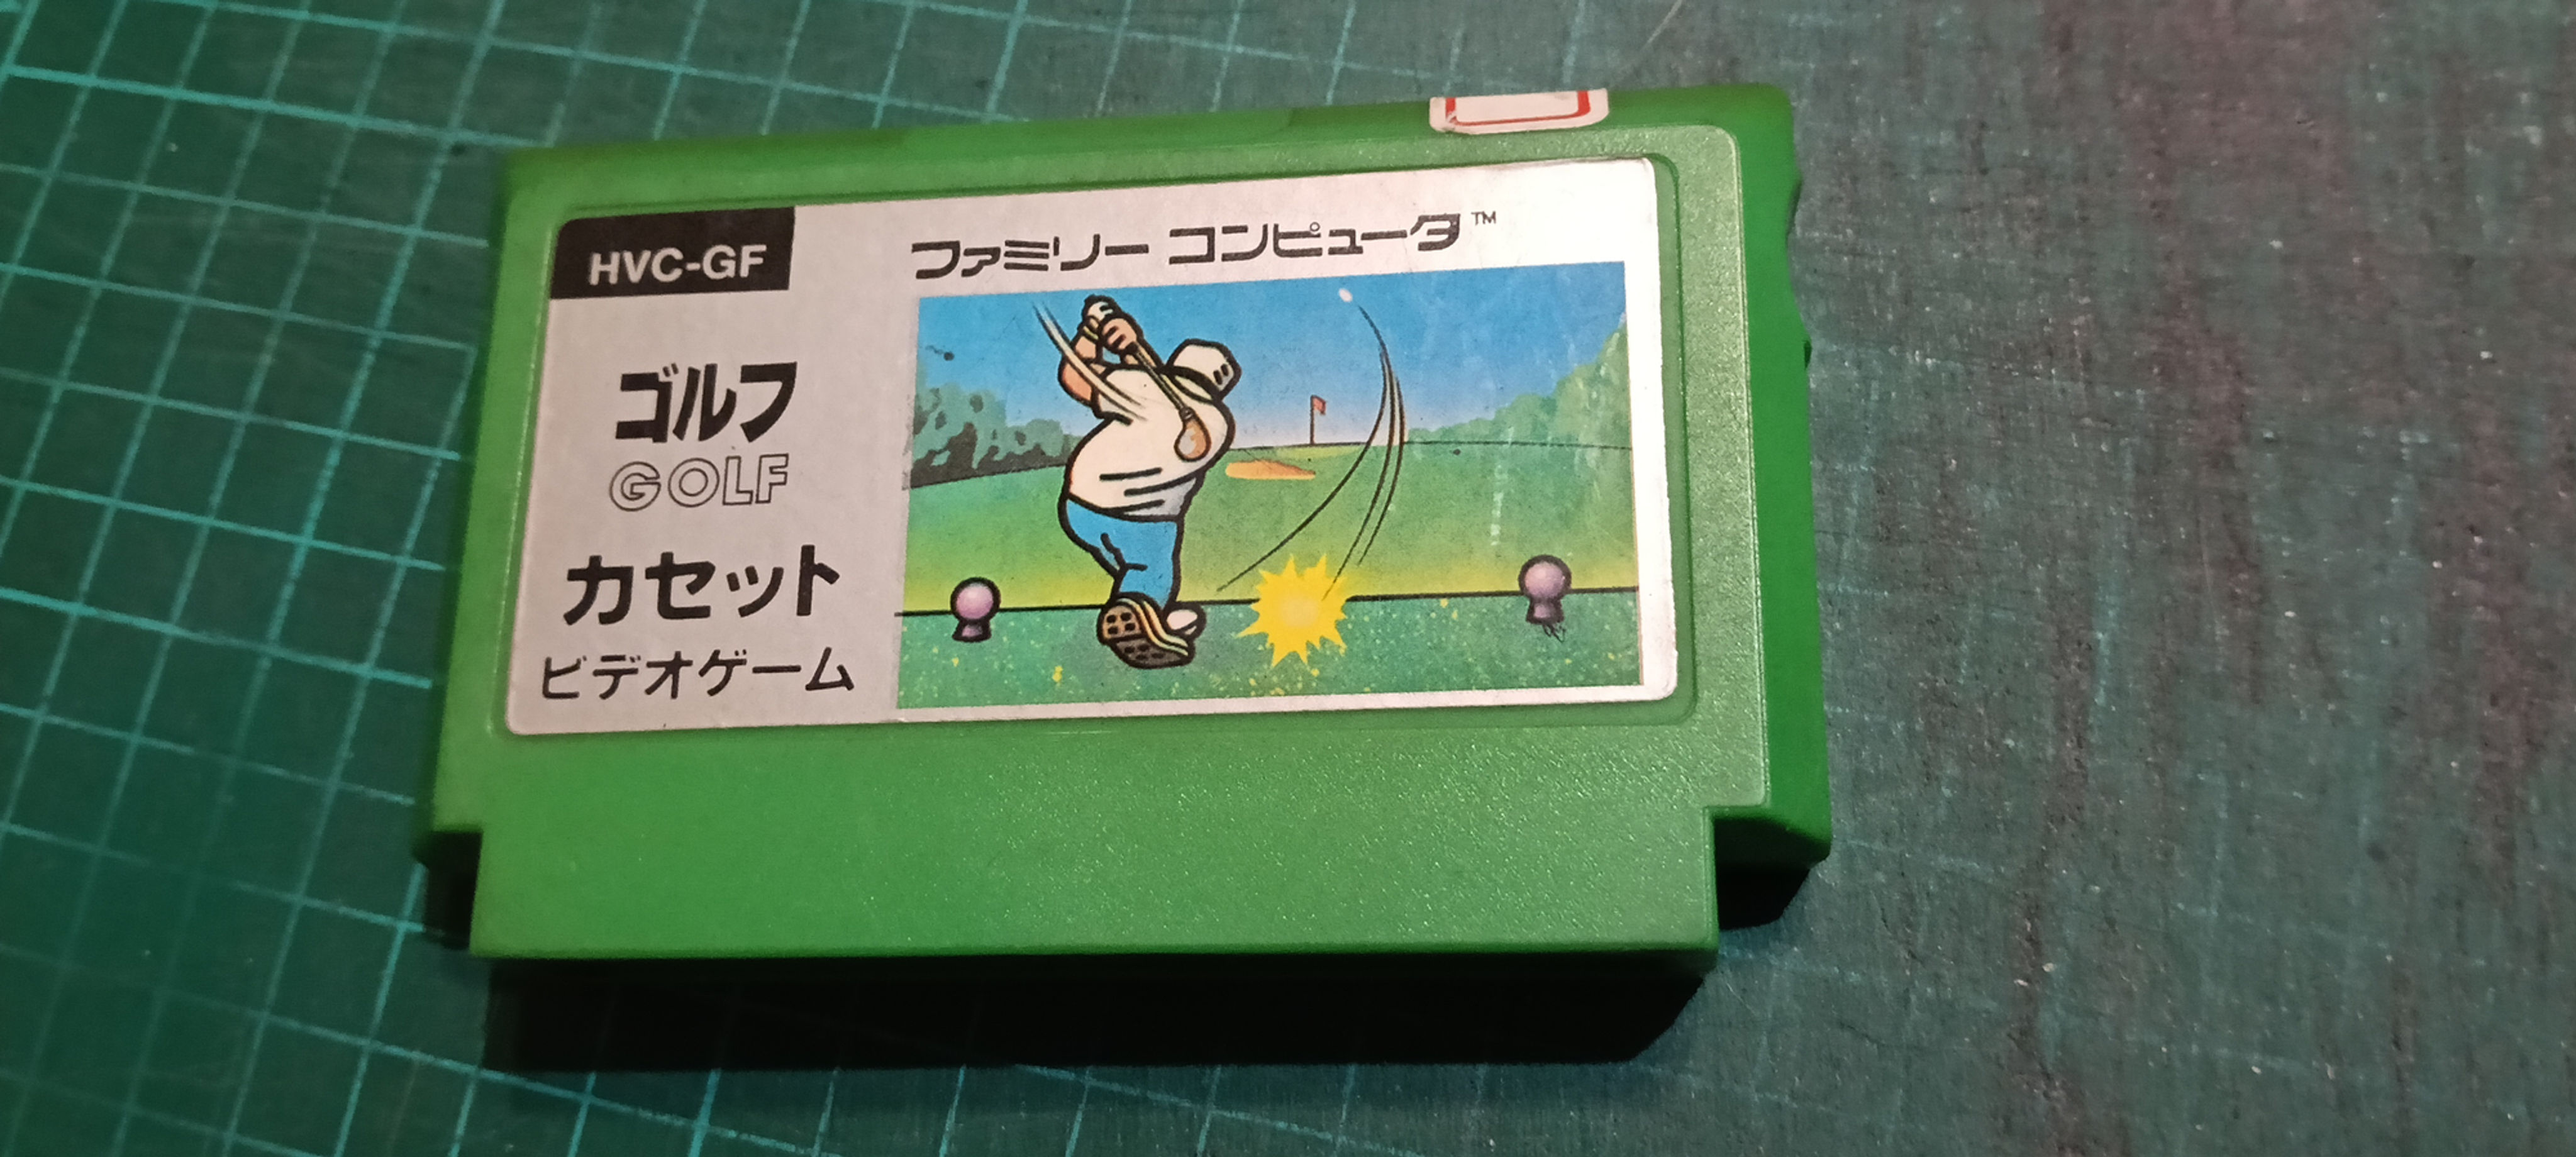 HVC-GF
ファミリー コンピュータ™
ゴルフ
GOLF
カセット
ビデオゲーム